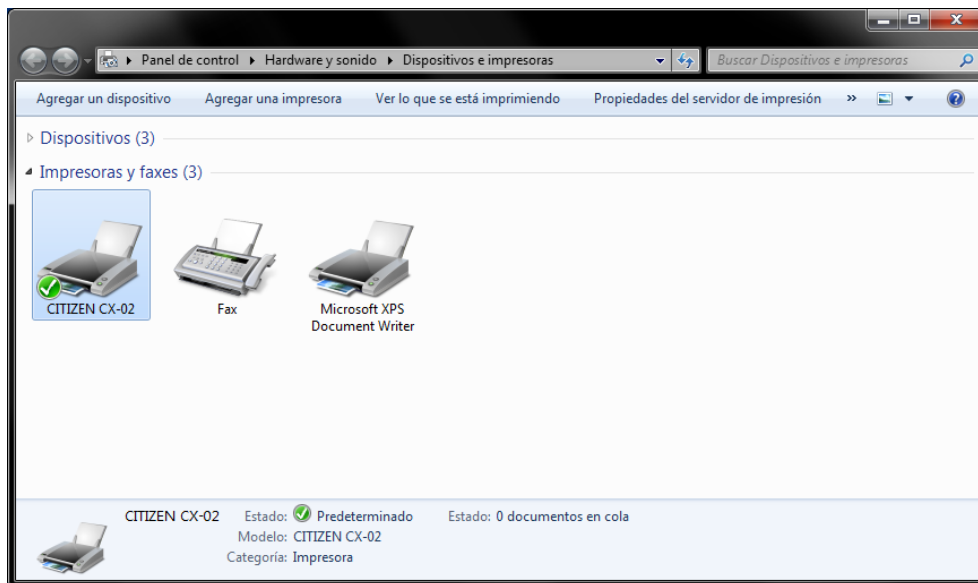 Panel de control ▸ Hardware y sonido ▸ Dispositivos e impresoras
Buscar Dispositivos e impresoras
Agregar un dispositivo Agregar una impresora Ver lo que se está imprimiendo Propiedades del servidor de impresión »
Dispositivos (3)
Impresoras y faxes (3)
CITIZEN CX-02
Fax
Microsoft XPS
Document Writer
CITIZEN CX-02 Estado: Predeterminado Estado: 0 documentos en cola
Modelo: CITIZEN CX-02
Categoría: Impresora